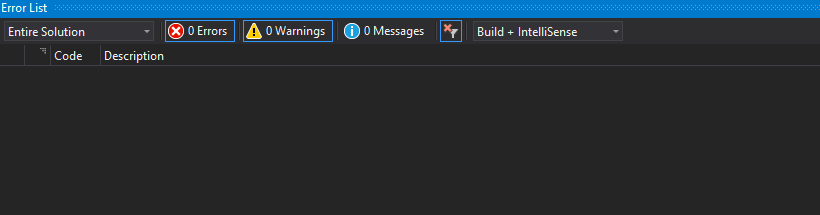 Error List
Entire Solution 0 Errors 0 Warnings 0 Messages Build + IntelliSense
Code Description